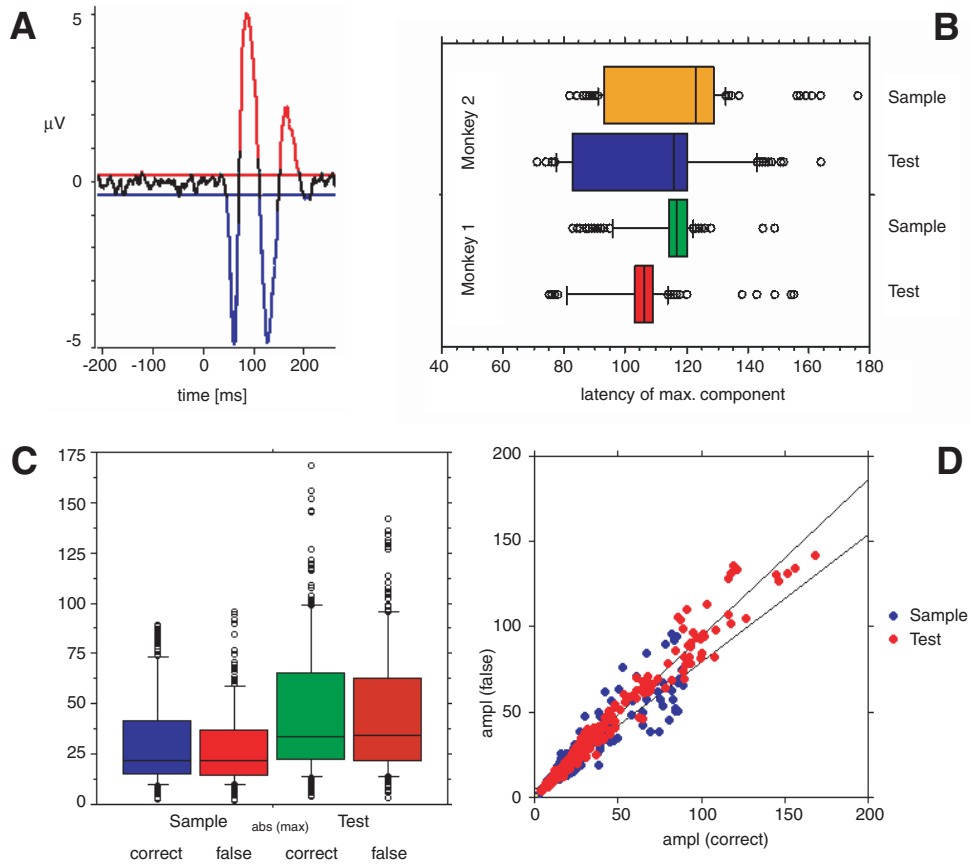 A
5
μV
0
-5
-200 -100 0 100 200
time [ms]
B
Monkey 2
Monkey 1
Sample
Test
Sample
Test
40 60 80 100 120 140 160 180
latency of max. component
C
175
150
125
100
75
50
25
0
Sample abs (max) Test
correct false correct false
D
200
150
100
50
0
ampl (false)
0 50 100 150 200
ampl (correct)
Sample
Test